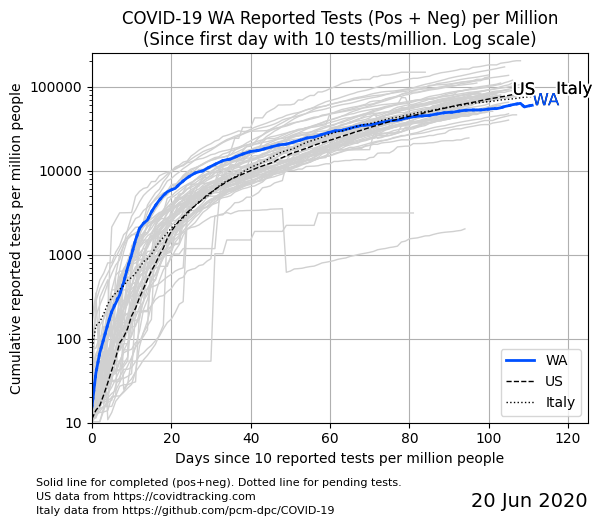 COVID-19 WA Reported Tests (Pos + Neg) per Million
(Since first day with 10 tests/million. Log scale)
Cumulative reported tests per million people
100000
10000
1000
100
10
US
Italy
WA
WA
US
Italy
0
20
40
60
80
100
120
Days since 10 reported tests per million people
Solid line for completed (pos+neg). Dotted line for pending tests.
US data from https://covidtracking.com
Italy data from https://github.com/pcm-dpc/COVID-19
20 Jun 2020